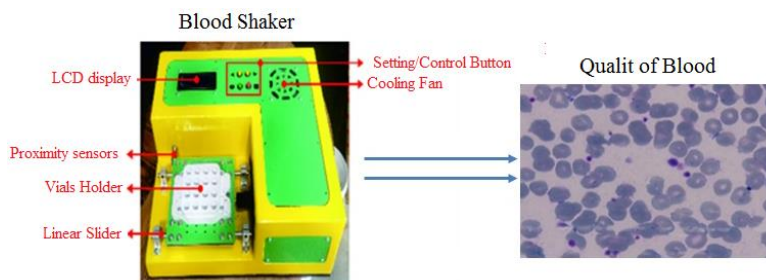 Blood Shaker
LCD display
Setting/Control Button
Cooling Fan
Qualit of Blood
Proximity sensors
Vials Holder
Linear Slider